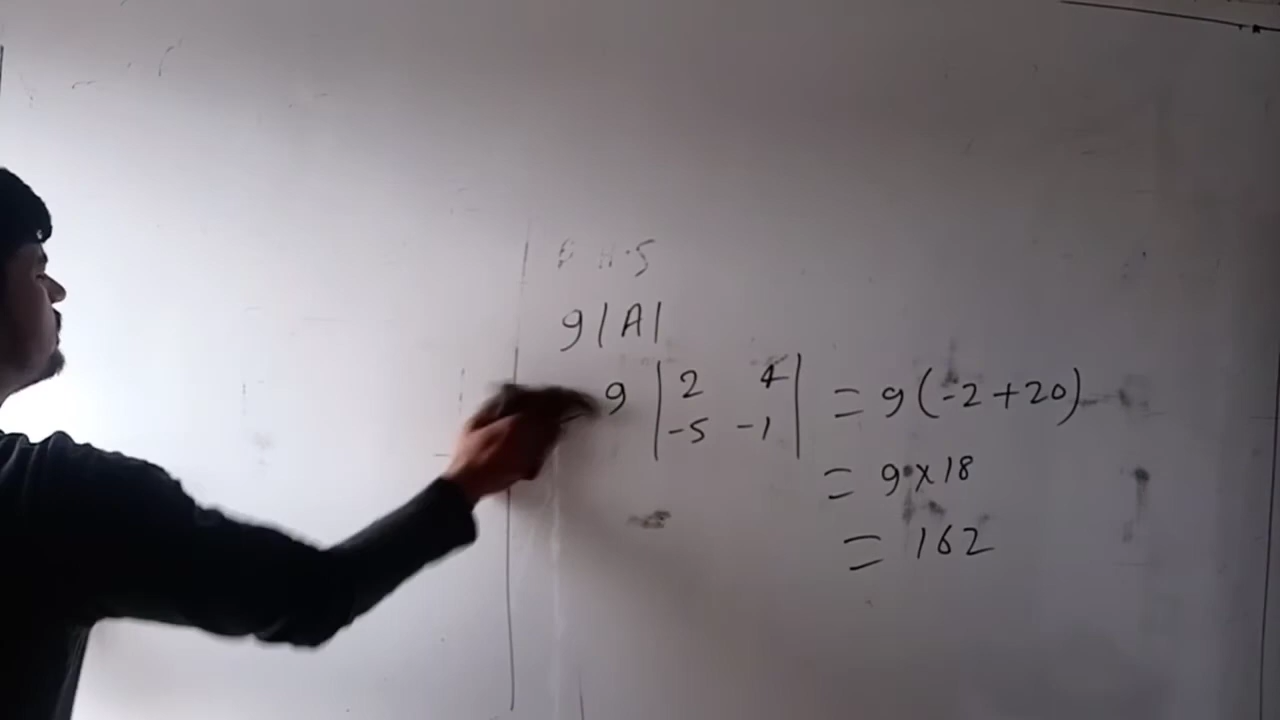 H·S
9|A|
9 | 2 4 | = 9(-2+20)
| -5 -1 |
= 9×18
= 162